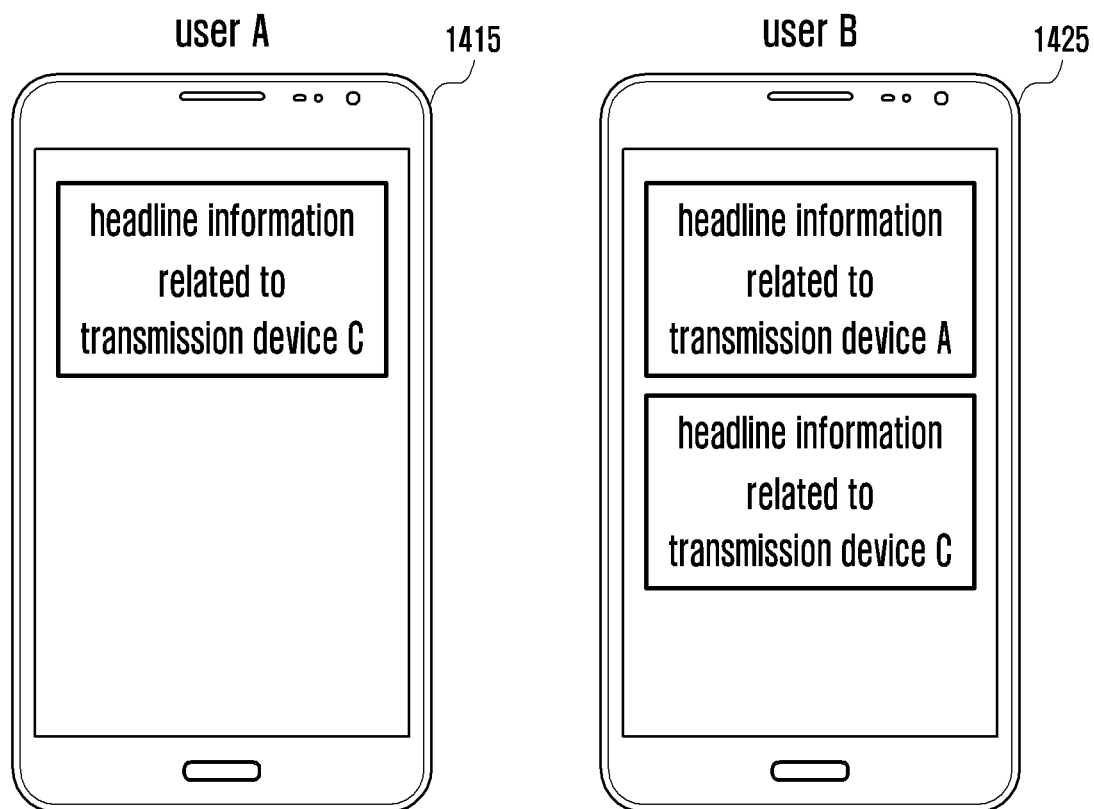 user A
1415
headline information
related to
transmission device C
user B
1425
headline information
related to
transmission device A
headline information
related to
transmission device C